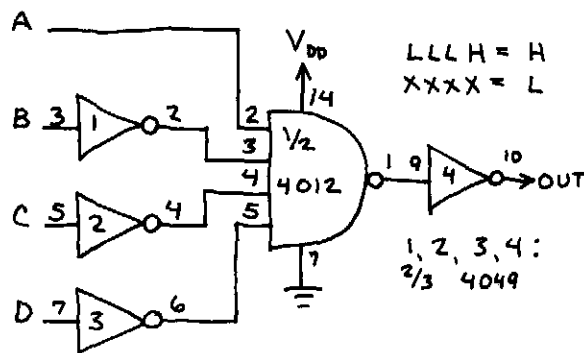 A
V_DD
LLLH = H
XXXX = L
14
B 3 1 2
2
3
4
5
1/2
4012
1 9 4 10 OUT
C 5 2 4
7
1, 2, 3, 4:
2/3 4049
D 7 3 6